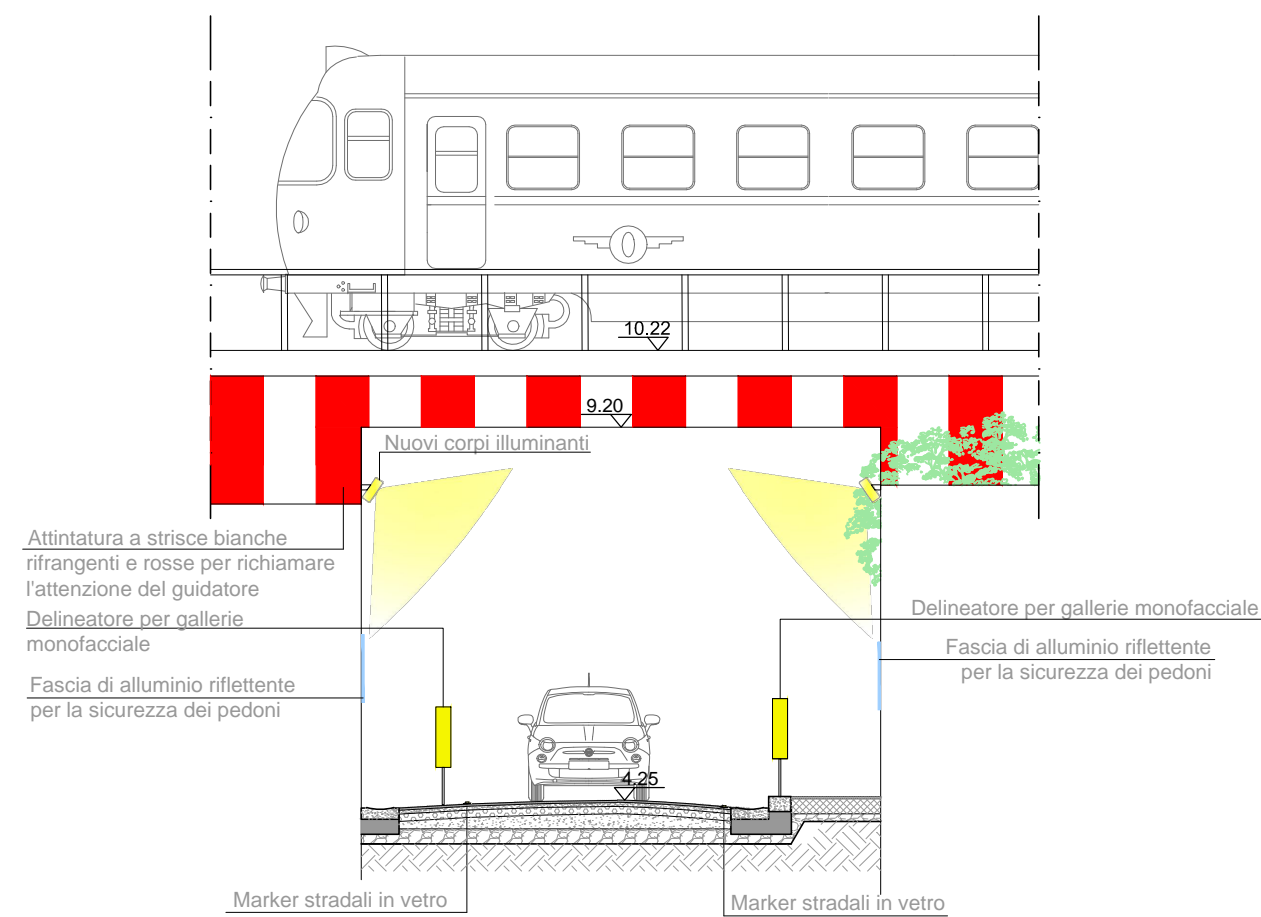 10.22
9.20
Nuovi corpi illuminanti
Attintatura a strisce bianche
rifrangenti e rosse per richiamare
l'attenzione del guidatore
Delineatore per gallerie
monofacciale
Fascia di alluminio riflettente
per la sicurezza dei pedoni
Delineatore per gallerie monofacciale
Fascia di alluminio riflettente
per la sicurezza dei pedoni
4.25
Marker stradali in vetro
Marker stradali in vetro